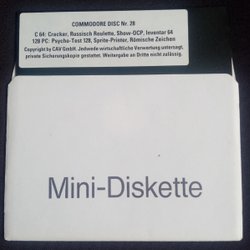 COMMODORE DISC Nr. 28
C 64: Cracker, Russisch Roulette, Show-OCP, Inventar 64
128 PC: Psycho-Test 128, Sprite-Printer, Römische Zeichen
Copyright by CAV GmbH. Jedwede wirtschaftliche Verwertung untersagt,
private Sicherungskopie gestattet. Weitergabe an Dritte nicht zulässig.
Mini-Diskette